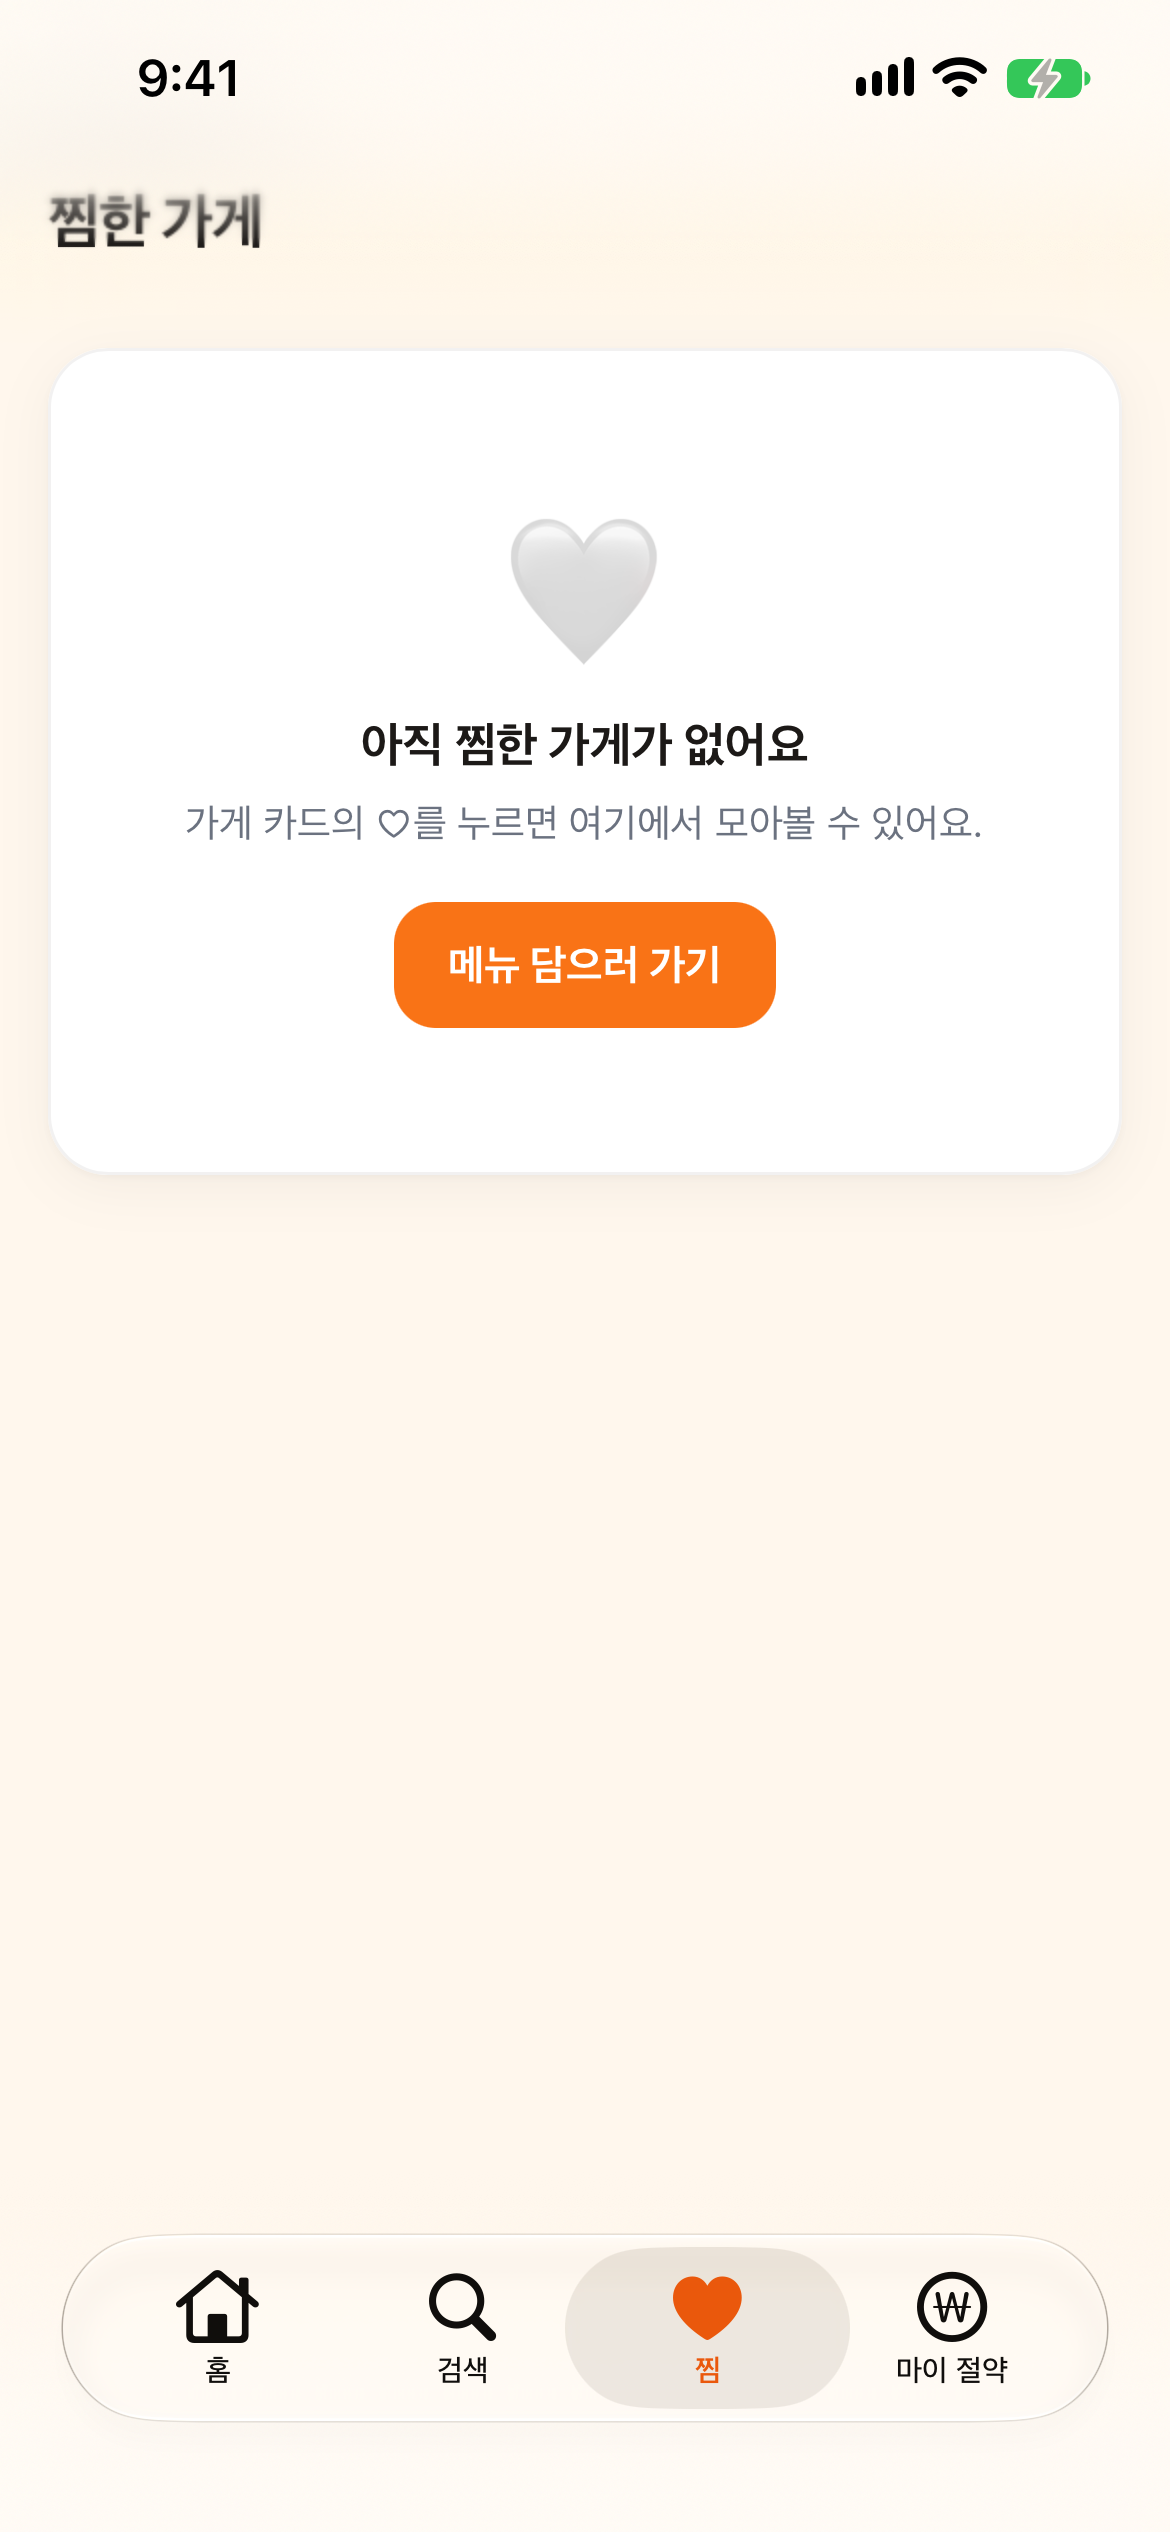 9:41
찜한 가게
아직 찜한 가게가 없어요
가게 카드의 ♡를 누르면 여기에서 모아볼 수 있어요.
메뉴 담으러 가기
홈
검색
찜
₩
마이 절약